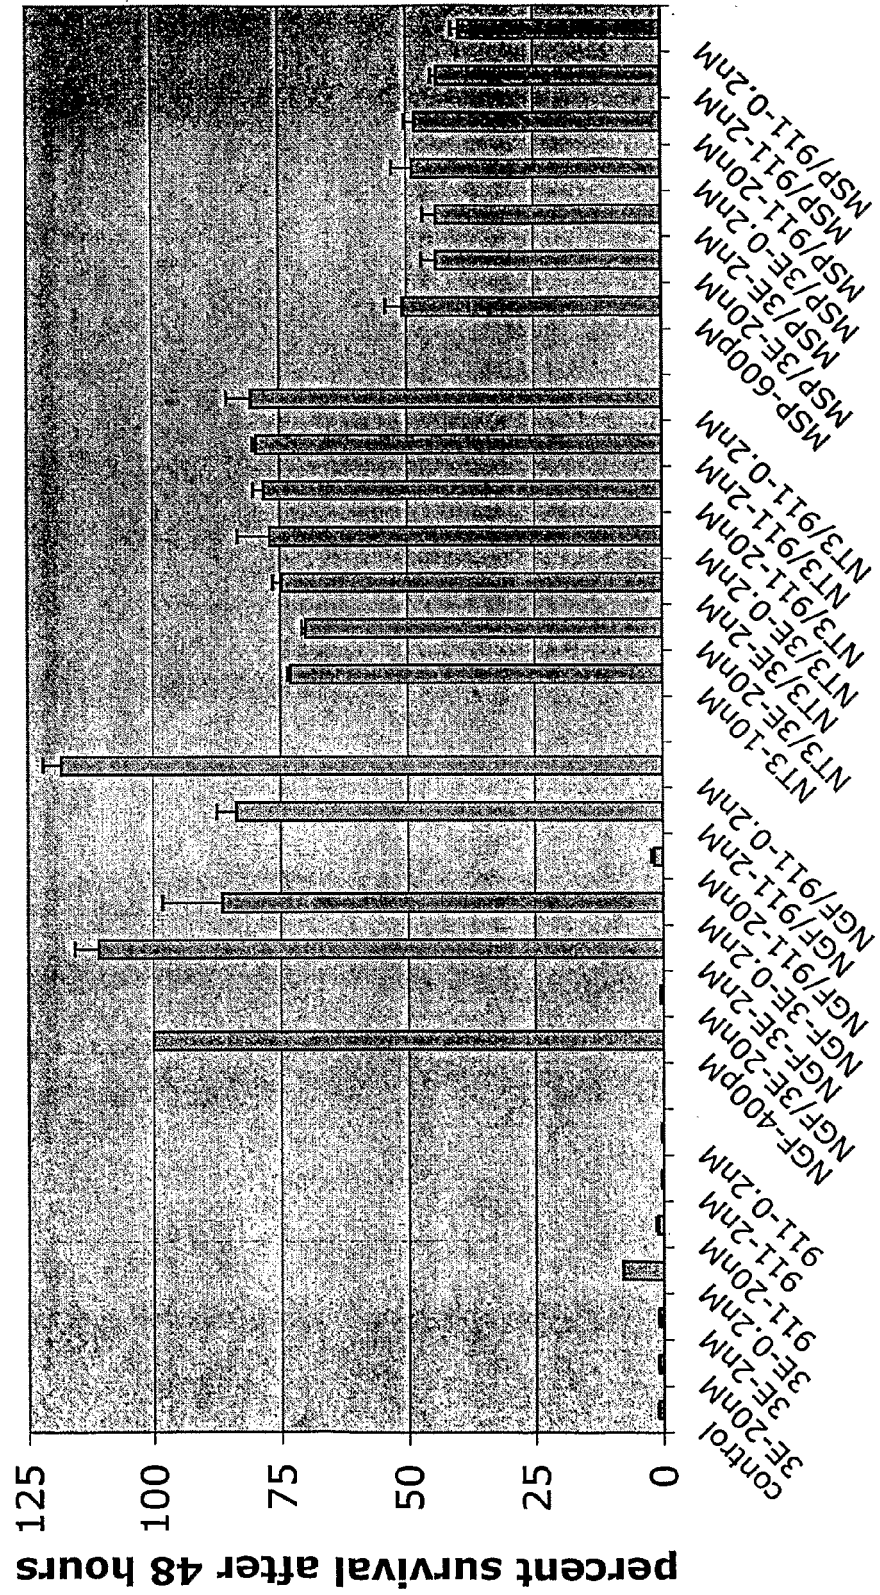 percent survival after 48 hours
125
100
75
50
25
0
control
3E-20nM
3E-2nM
3E-0.2nM
911-20nM
911-2nM
911-0.2nM
NGF-400pM
NGF/3E-20nM
NGF-3E-2nM
NGF-3E-0.2nM
NGF/911-20nM
NGF/911-2nM
NGF/911-0.2nM
NT3-10nM
NT3/3E-20nM
NT3/3E-2nM
NT3/3E-0.2nM
NT3/911-20nM
NT3/911-2nM
NT3/911-0.2nM
MSP-600pM
MSP/3E-20nM
MSP/3E-2nM
MSP/3E-0.2nM
MSP/911-20nM
MSP/911-2nM
MSP/911-0.2nM